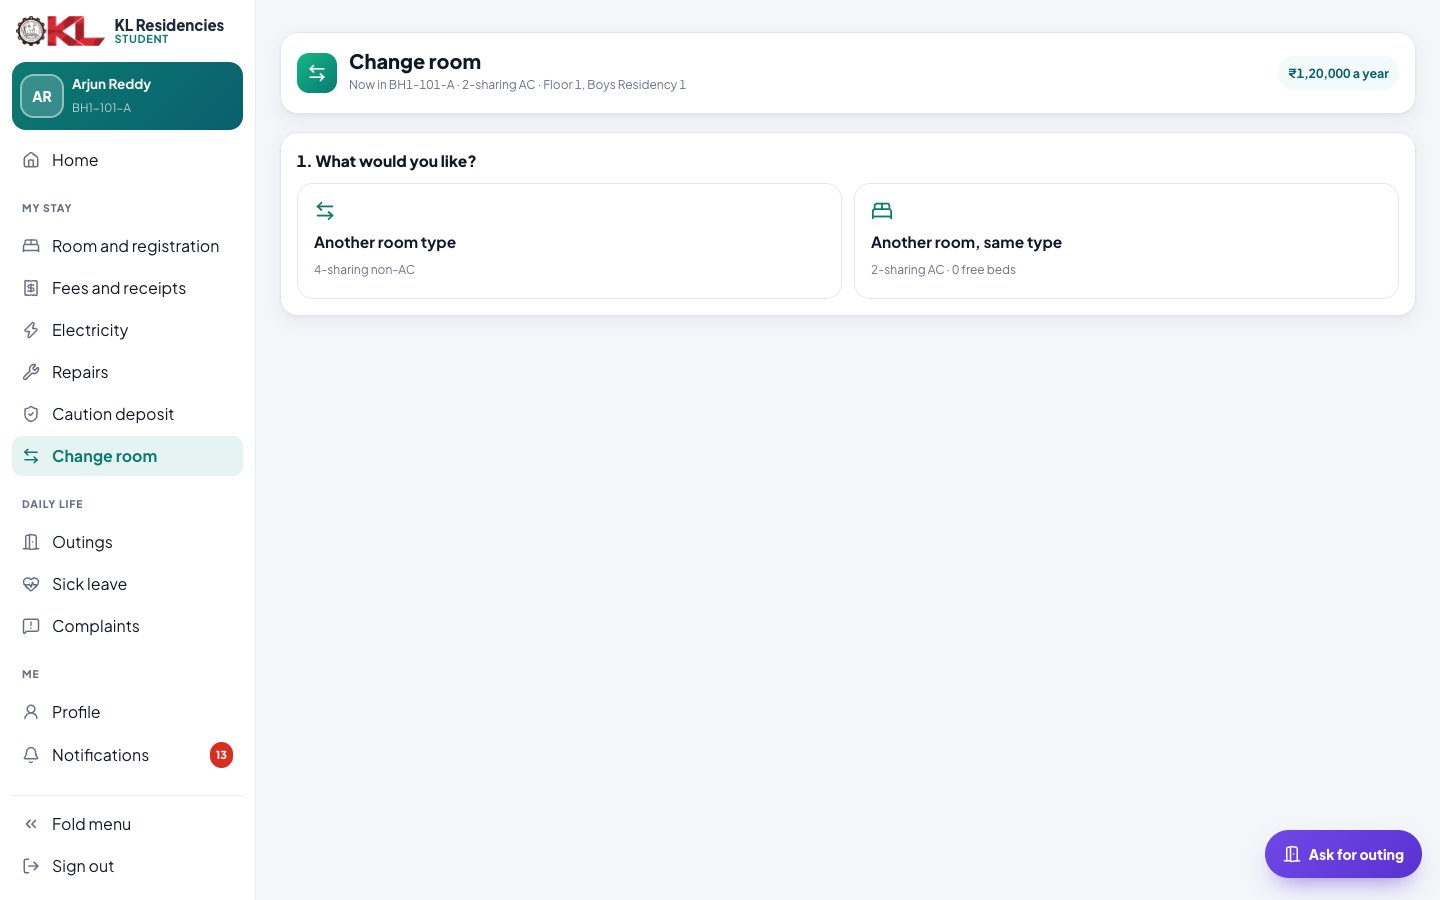 KL
KL Residencies
STUDENT
AR
Arjun Reddy
BH1-101-A
Home
MY STAY
Room and registration
Fees and receipts
Electricity
Repairs
Caution deposit
Change room
DAILY LIFE
Outings
Sick leave
Complaints
ME
Profile
Notifications
13
Fold menu
Sign out
Change room
Now in BH1-101-A · 2-sharing AC · Floor 1, Boys Residency 1
₹1,20,000 a year
1. What would you like?
Another room type
4-sharing non-AC
Another room, same type
2-sharing AC · 0 free beds
Ask for outing